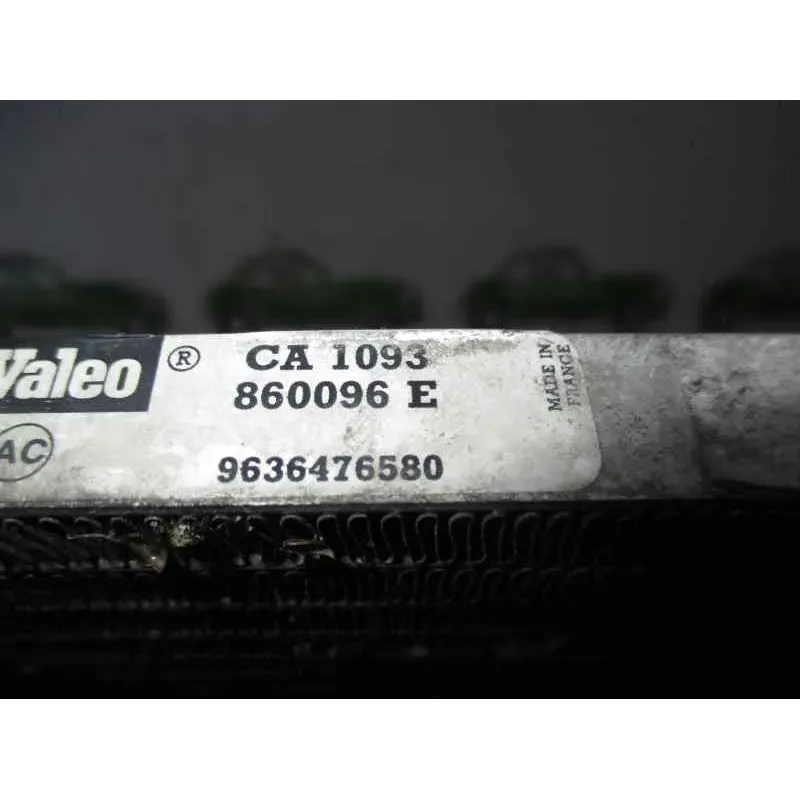 Valeo ® CA 1093
860096 E
AC
9636476580
MADE IN
FRANCE